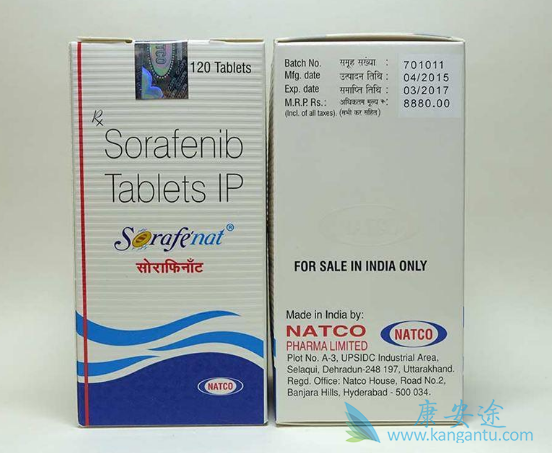 NATCO
120 Tablets
Rx
Sorafenib
Tablets IP
Sorafenat®
सोराफिनॉट
NATCO
Batch No. समूह संख्या : 701011
Mfg. date उत्पादन तिथि : 04/2015
Exp. date समाप्ति तिथि : 03/2017
M.R.P. Rs.: अधिकतम मूल्य रु: 8880.00
(Incl. of all taxes) (सभी कर सहित)
FOR SALE IN INDIA ONLY
Made in India by:
NATCO
PHARMA LIMITED
NATCO
Plot No. A-3, UPSIDC Industrial Area,
Selaqui, Dehradun-248 197, Uttarakhand.
Regd. Office: Natco House, Road No.2,
Banjara Hills, Hyderabad - 500 034.
康安途
www.kangantu.com